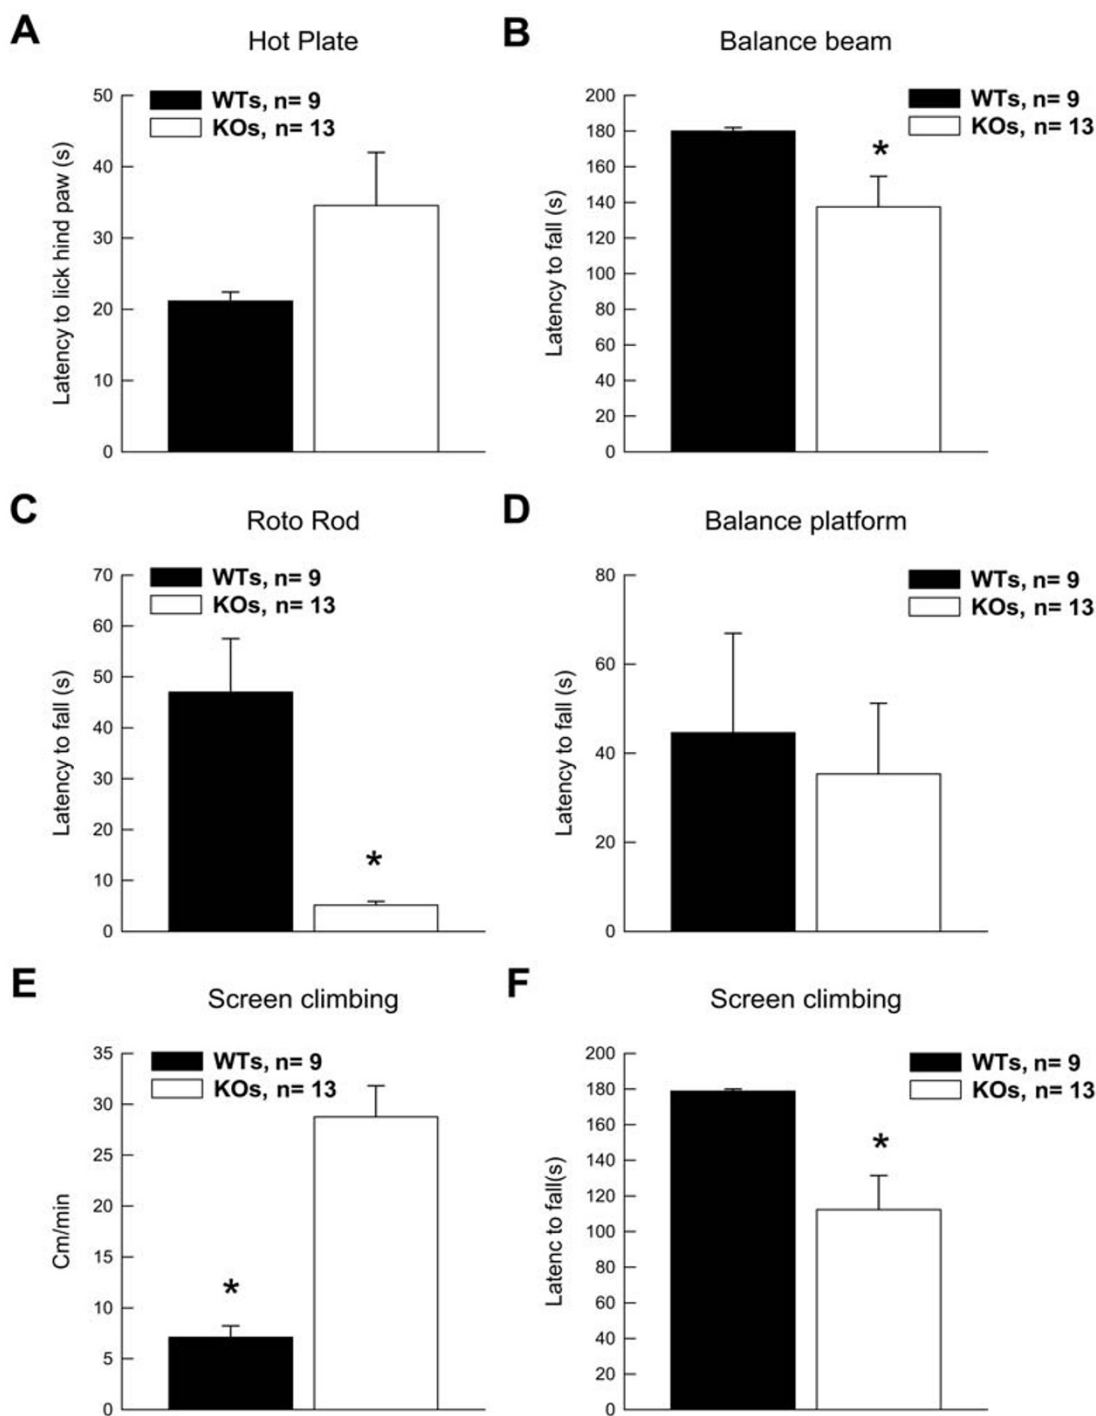 A
Hot Plate
WTs, n= 9
KOs, n= 13
Latency to lick hind paw (s)
50
40
30
20
10
0
B
Balance beam
WTs, n= 9
KOs, n= 13
*
Latency to fall (s)
200
180
160
140
120
100
80
60
40
20
0
C
Roto Rod
WTs, n= 9
KOs, n= 13
*
Latency to fall (s)
70
60
50
40
30
20
10
0
D
Balance platform
WTs, n= 9
KOs, n= 13
Latency to fall (s)
80
60
40
20
0
E
Screen climbing
WTs, n= 9
KOs, n= 13
*
Cm/min
35
30
25
20
15
10
5
0
F
Screen climbing
WTs, n= 9
KOs, n= 13
*
Latenc to fall(s)
200
180
160
140
120
100
80
60
40
20
0